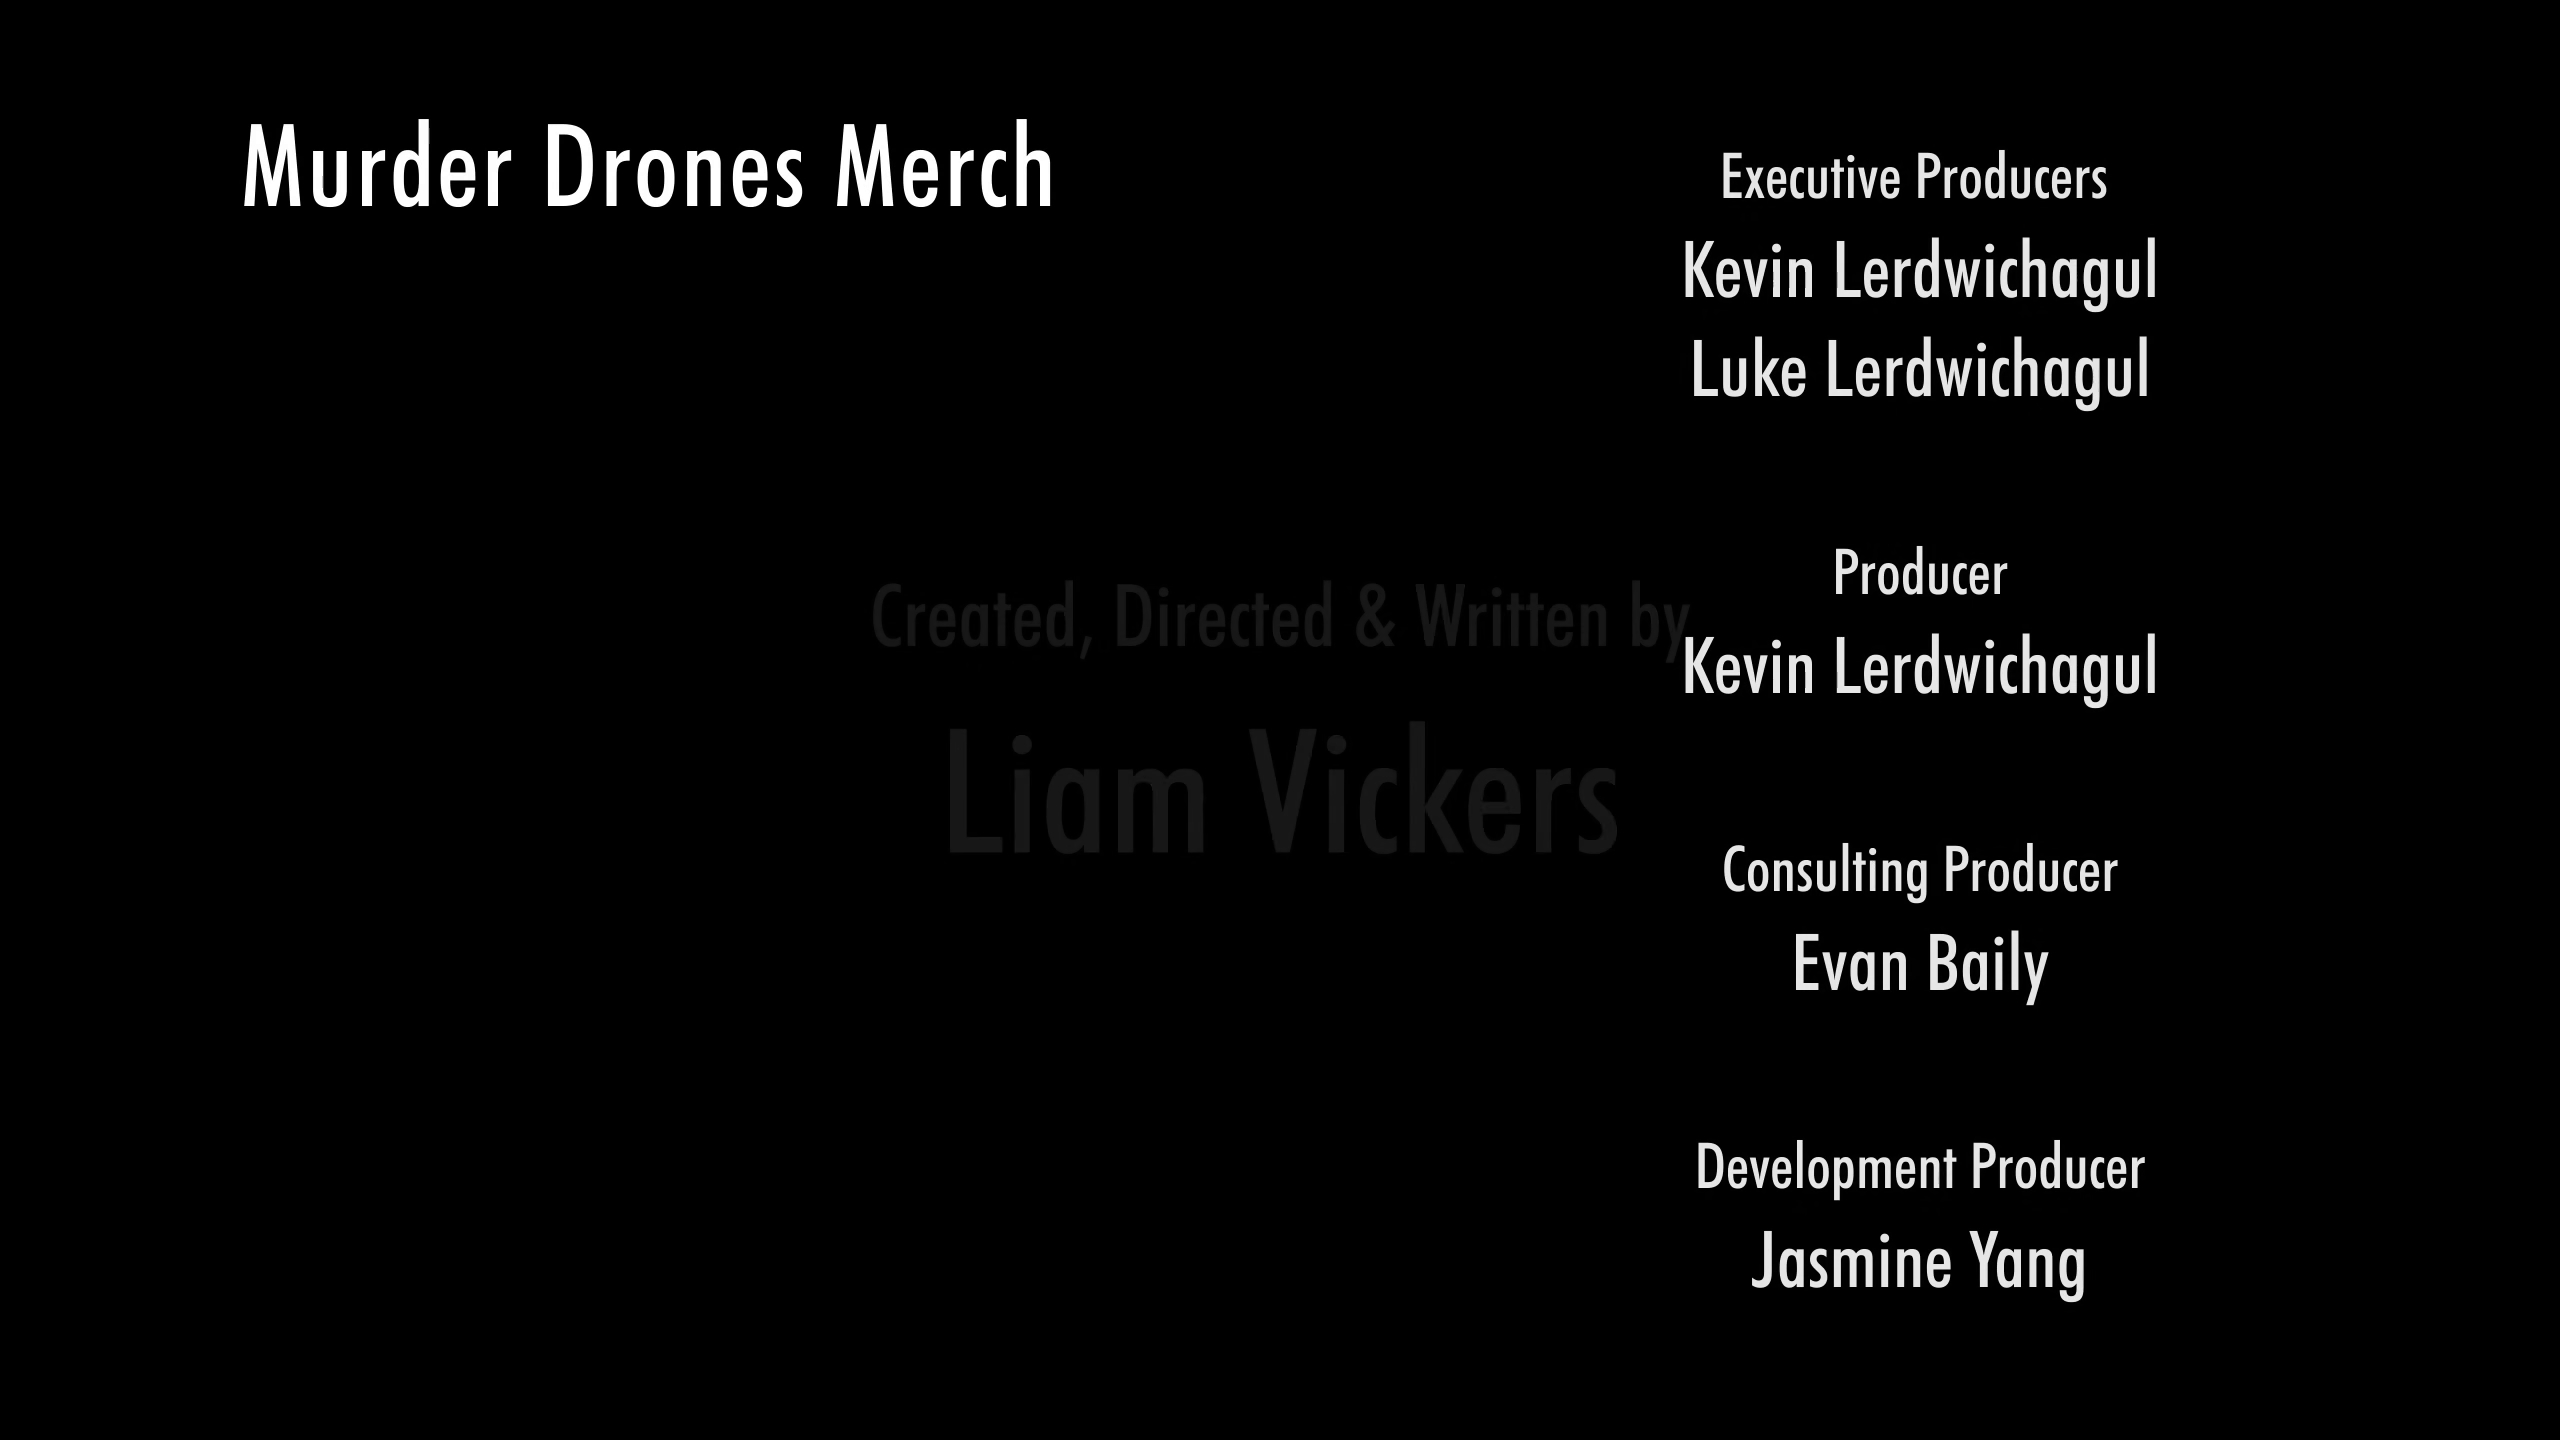 Murder Drones Merch
Executive Producers
Kevin Lerdwichagul
Luke Lerdwichagul
Created, Directed & Written by
Liam Vickers
Producer
Kevin Lerdwichagul
Consulting Producer
Evan Baily
Development Producer
Jasmine Yang